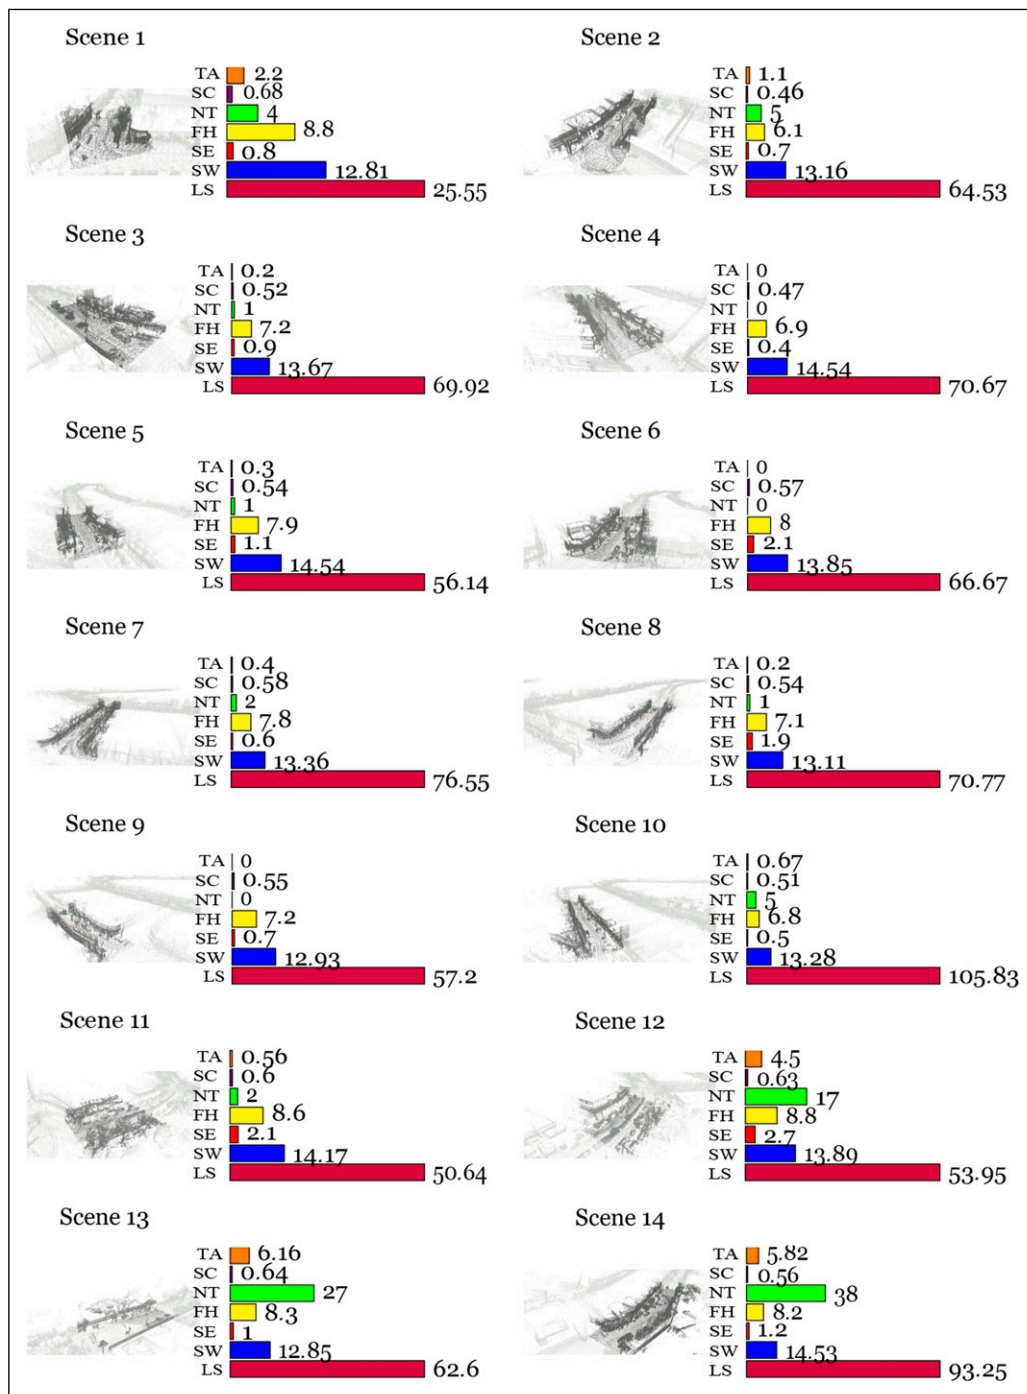 Scene 1
TA 2.2
SC 0.68
NT 4
FH 8.8
SE 0.8
SW 12.81
LS 25.55
Scene 2
TA 1.1
SC 0.46
NT 5
FH 6.1
SE 0.7
SW 13.16
LS 64.53
Scene 3
TA 0.2
SC 0.52
NT 1
FH 7.2
SE 0.9
SW 13.67
LS 69.92
Scene 4
TA 0
SC 0.47
NT 0
FH 6.9
SE 0.4
SW 14.54
LS 70.67
Scene 5
TA 0.3
SC 0.54
NT 1
FH 7.9
SE 1.1
SW 14.54
LS 56.14
Scene 6
TA 0
SC 0.57
NT 0
FH 8
SE 2.1
SW 13.85
LS 66.67
Scene 7
TA 0.4
SC 0.58
NT 2
FH 7.8
SE 0.6
SW 13.36
LS 76.55
Scene 8
TA 0.2
SC 0.54
NT 1
FH 7.1
SE 1.9
SW 13.11
LS 70.77
Scene 9
TA 0
SC 0.55
NT 0
FH 7.2
SE 0.7
SW 12.93
LS 57.2
Scene 10
TA 0.67
SC 0.51
NT 5
FH 6.8
SE 0.5
SW 13.28
LS 105.83
Scene 11
TA 0.56
SC 0.6
NT 2
FH 8.6
SE 2.1
SW 14.17
LS 50.64
Scene 12
TA 4.5
SC 0.63
NT 17
FH 8.8
SE 2.7
SW 13.89
LS 53.95
Scene 13
TA 6.16
SC 0.64
NT 27
FH 8.3
SE 1
SW 12.85
LS 62.6
Scene 14
TA 5.82
SC 0.56
NT 38
FH 8.2
SE 1.2
SW 14.53
LS 93.25